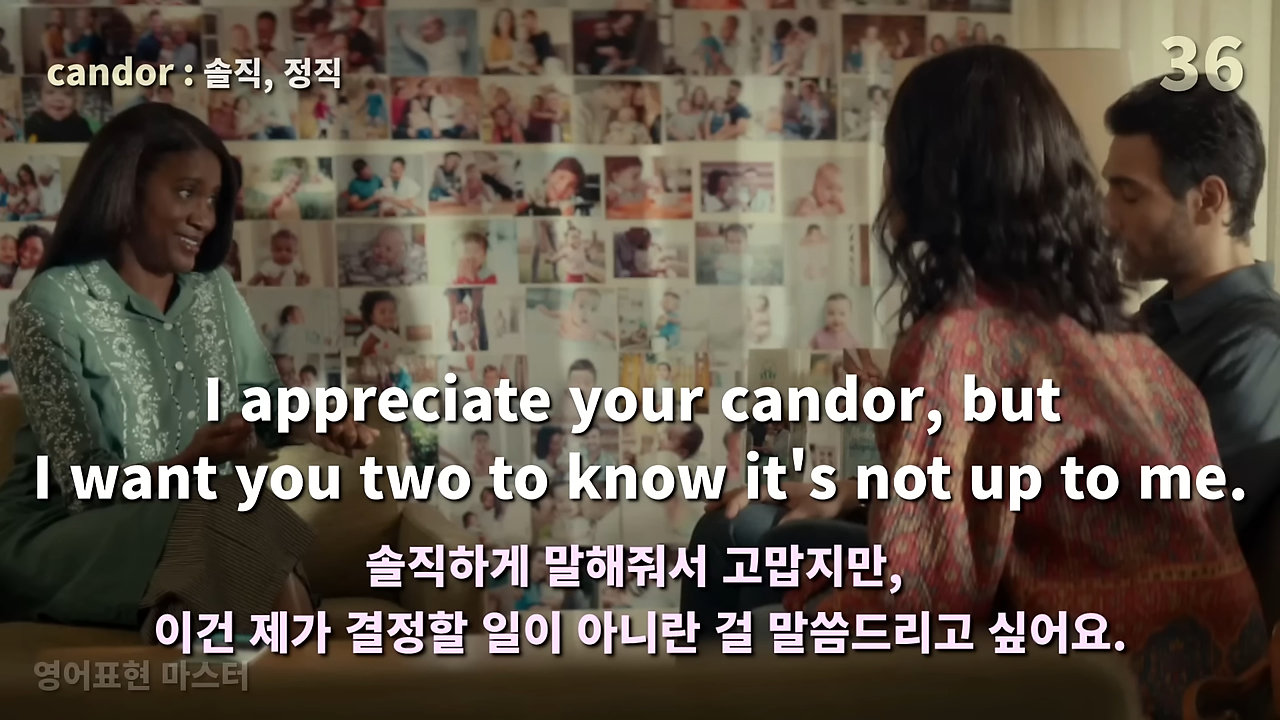 candor : 솔직, 정직
36
I appreciate your candor, but
I want you two to know it's not up to me.
솔직하게 말해줘서 고맙지만,
이건 제가 결정할 일이 아니란 걸 말씀드리고 싶어요.
영어표현 마스터